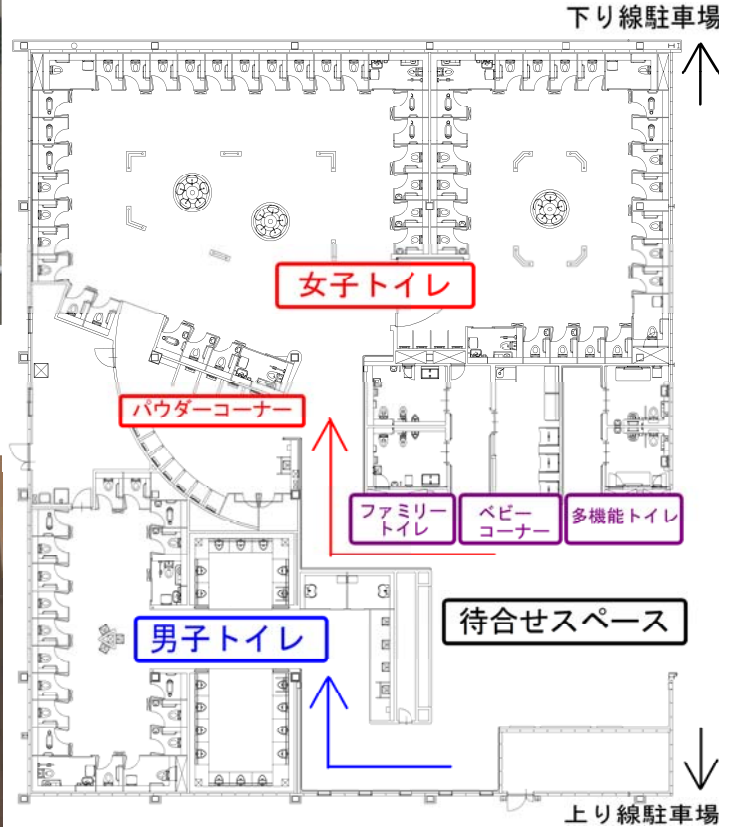 下り線駐車場
女子トイレ
パウダーコーナー
ファミリー
トイレ
ベビー
コーナー
多機能トイレ
待合せスペース
男子トイレ
上り線駐車場